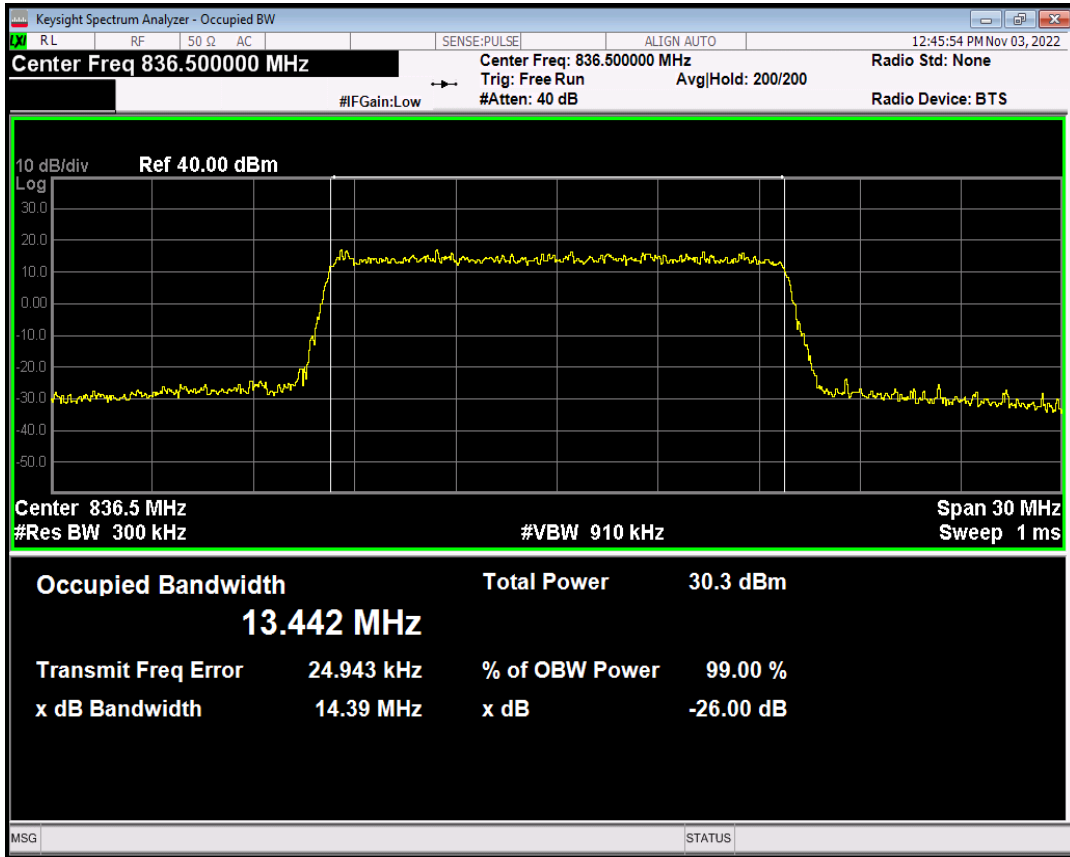 Keysight Spectrum Analyzer - Occupied BW
LXI RL RF 50 Ω AC SENSE:PULSE ALIGN AUTO 12:45:54 PM Nov 03, 2022
Center Freq 836.500000 MHz Center Freq: 836.500000 MHz Radio Std: None
Trig: Free Run Avg|Hold: 200/200
#IFGain:Low #Atten: 40 dB Radio Device: BTS
10 dB/div Ref 40.00 dBm
Log
30.0
20.0
10.0
0.00
-10.0
-20.0
-30.0
-40.0
-50.0
Center 836.5 MHz Span 30 MHz
#Res BW 300 kHz #VBW 910 kHz Sweep 1 ms
Occupied Bandwidth Total Power 30.3 dBm
13.442 MHz
Transmit Freq Error 24.943 kHz % of OBW Power 99.00 %
x dB Bandwidth 14.39 MHz x dB -26.00 dB
MSG STATUS